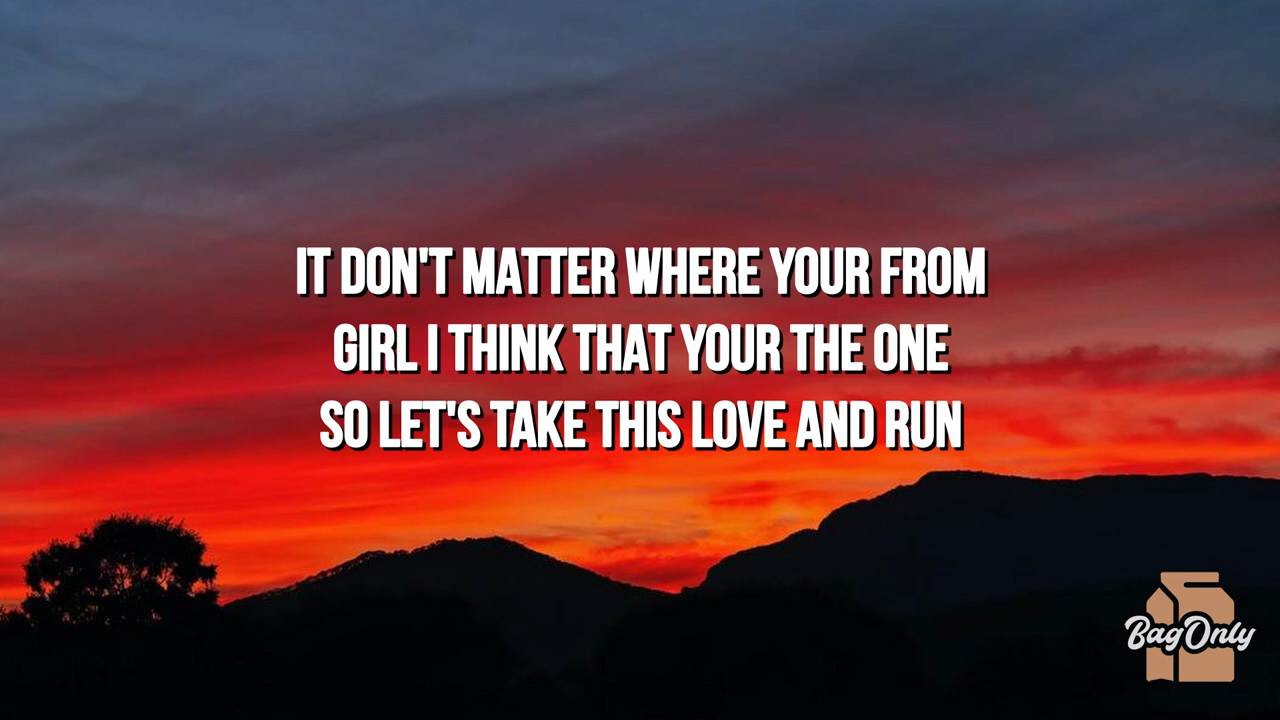 IT DON'T MATTER WHERE YOUR FROM
GIRL I THINK THAT YOUR THE ONE
SO LET'S TAKE THIS LOVE AND RUN
BagOnly